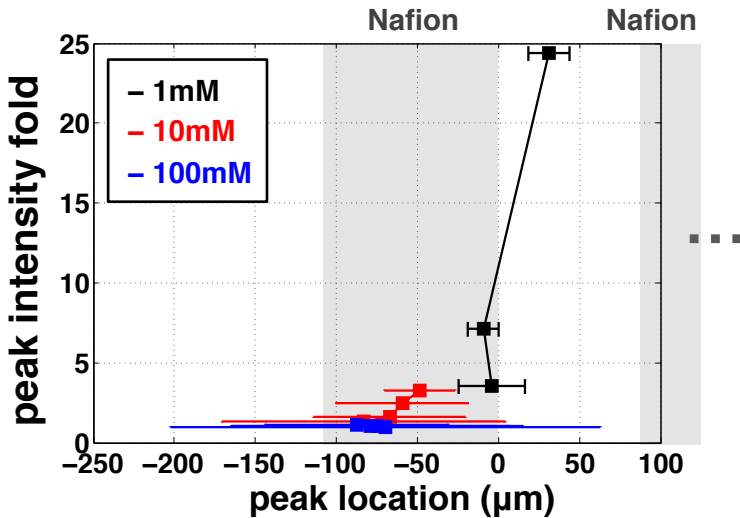 Nafion Nafion
peak intensity fold
25
20
15
10
5
0
– 1mM
– 10mM
– 100mM
−250 −200 −150 −100 −50 0 50 100
peak location (µm)